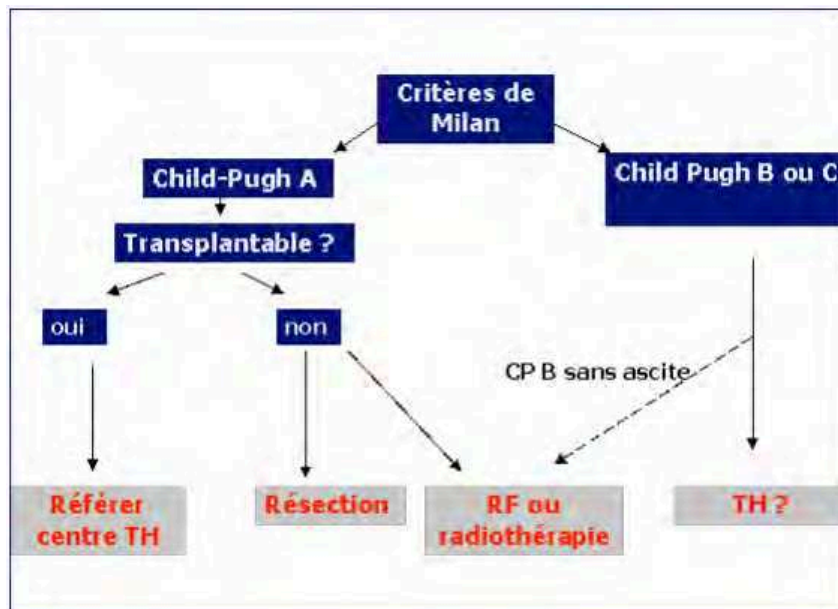 Critères de
Milan
Child-Pugh A
Child Pugh B ou C
Transplantable ?
oui
non
CP B sans ascite
Référer
centre TH
Résection
RF ou
radiothérapie
TH ?